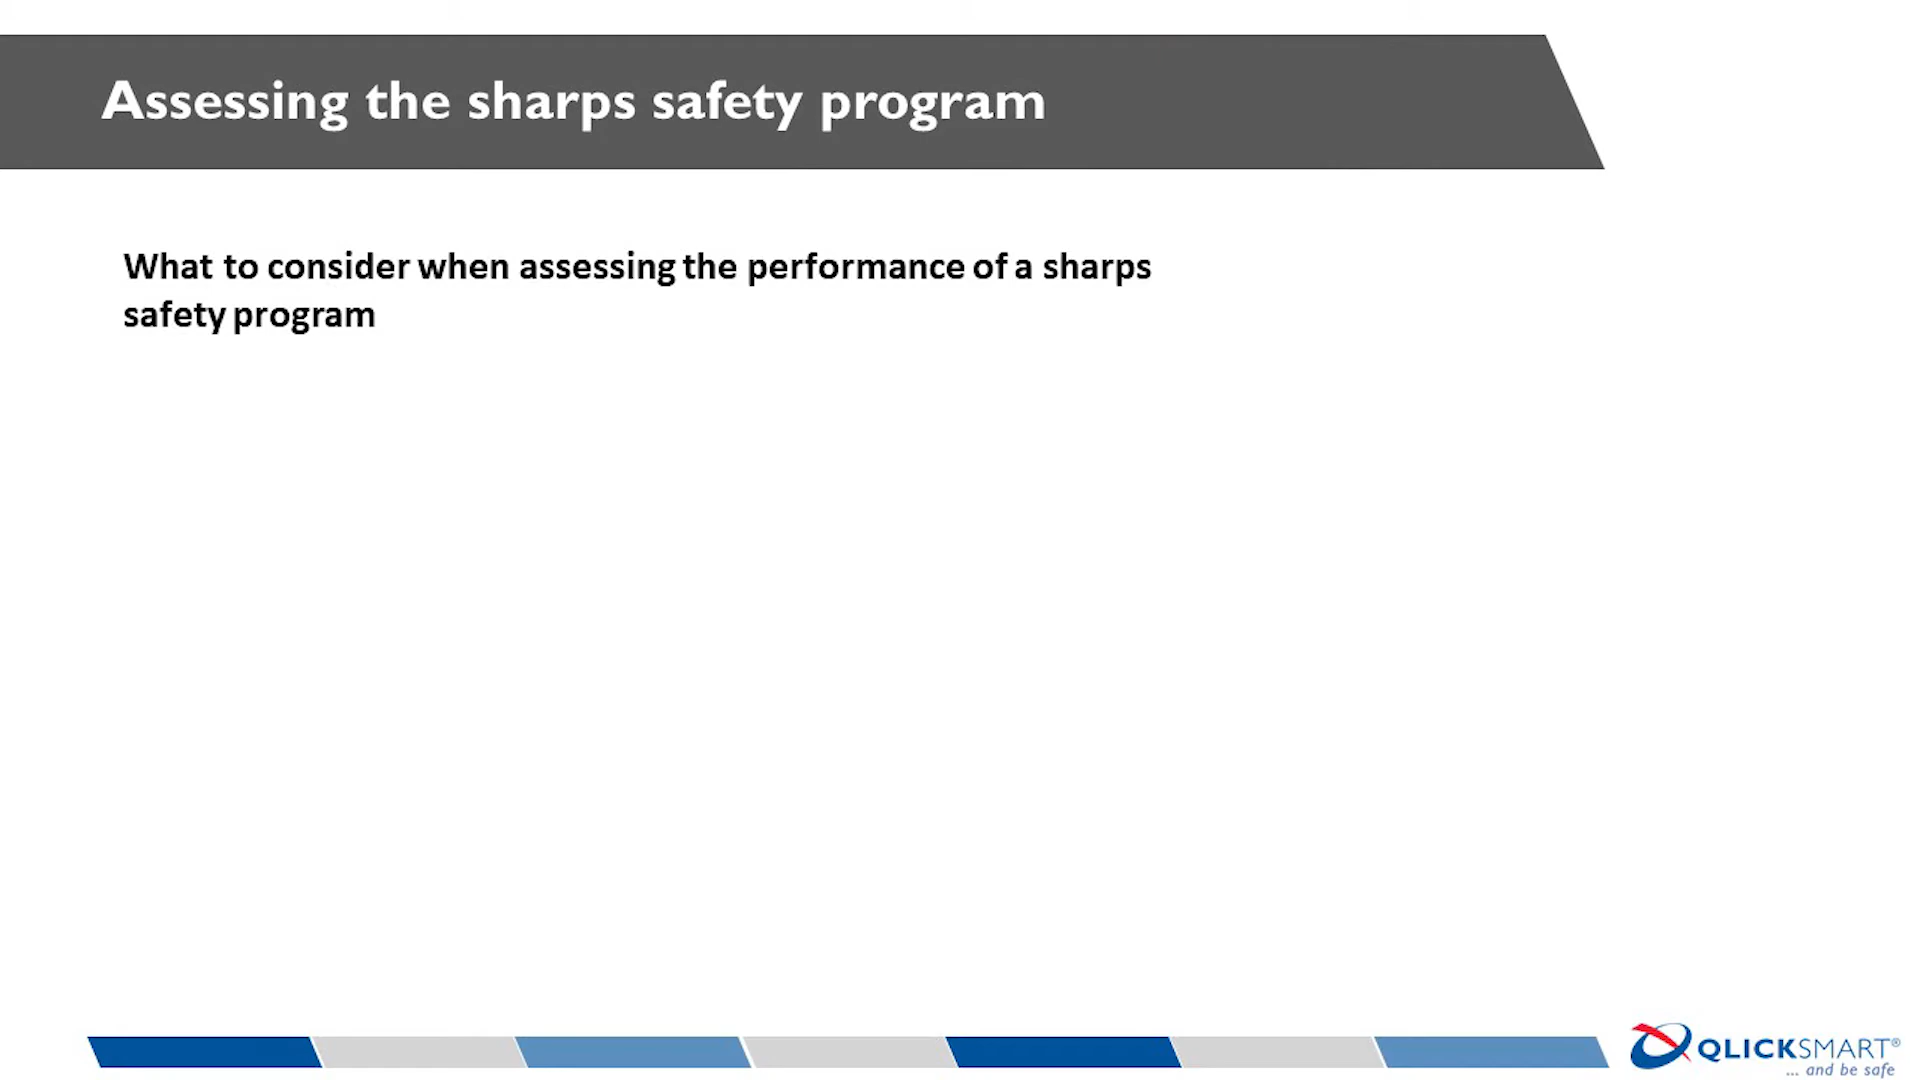 Assessing the sharps safety program
What to consider when assessing the performance of a sharps
safety program
QLICKSMART®
... and be safe